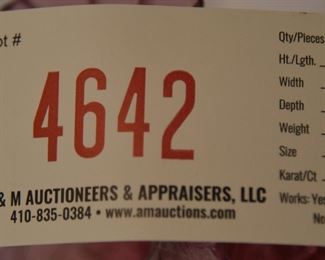 ot #
4642
& M AUCTIONEERS & APPRAISERS, LLC
410-835-0384 • www.amauctions.com
Qty/Pieces
Ht./Lgth.
Width
Depth
Weight
Size
Karat/Ct
Works: Yes
No